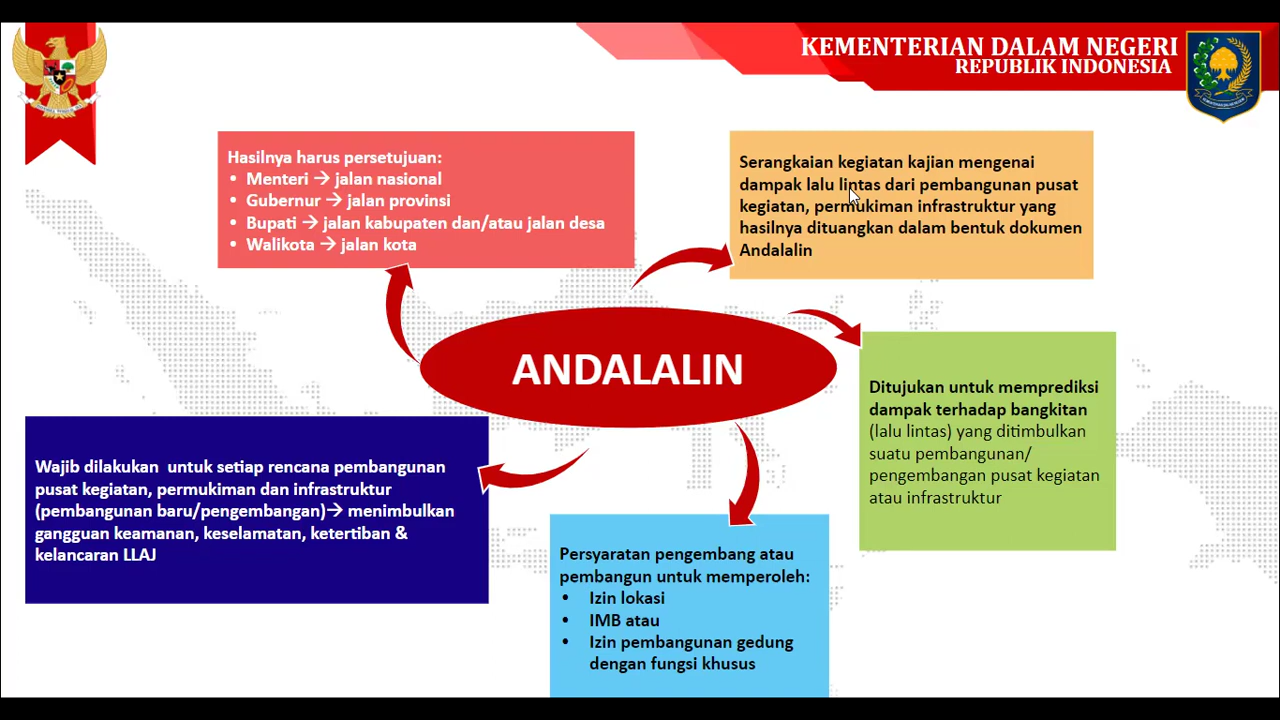 KEMENTERIAN DALAM NEGERI
REPUBLIK INDONESIA
Hasilnya harus persetujuan:
• Menteri → jalan nasional
• Gubernur → jalan provinsi
• Bupati → jalan kabupaten dan/atau jalan desa
• Walikota → jalan kota
Serangkaian kegiatan kajian mengenai
dampak lalu lintas dari pembangunan pusat
kegiatan, permukiman infrastruktur yang
hasilnya dituangkan dalam bentuk dokumen
Andalalin
ANDALALIN
Ditujukan untuk memprediksi
dampak terhadap bangkitan
(lalu lintas) yang ditimbulkan
suatu pembangunan/
pengembangan pusat kegiatan
atau infrastruktur
Wajib dilakukan untuk setiap rencana pembangunan
pusat kegiatan, permukiman dan infrastruktur
(pembangunan baru/pengembangan)→ menimbulkan
gangguan keamanan, keselamatan, ketertiban &
kelancaran LLAJ
Persyaratan pengembang atau
pembangun untuk memperoleh:
• Izin lokasi
• IMB atau
• Izin pembangunan gedung
dengan fungsi khusus